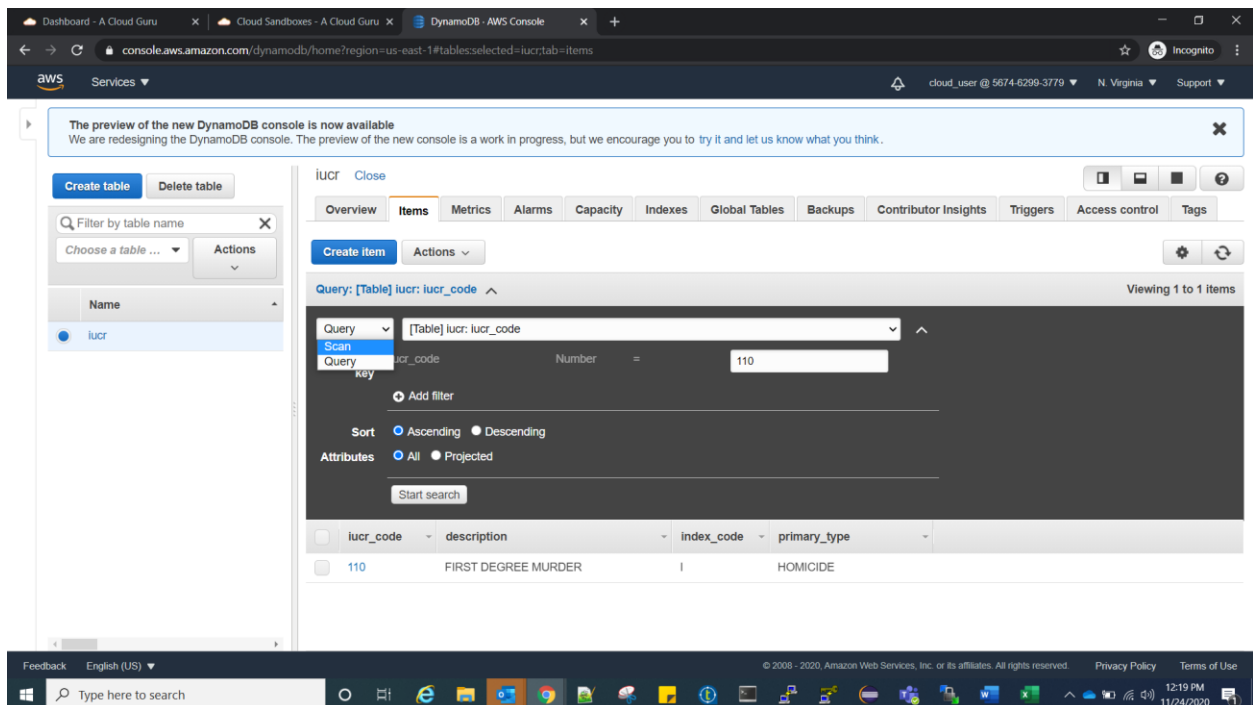 Dashboard - A Cloud Guru
Cloud Sandboxes - A Cloud Guru
DynamoDB - AWS Console
console.aws.amazon.com/dynamodb/home?region=us-east-1#tables:selected=iucr;tab=items
Incognito
aws Services
cloud_user @ 5674-6299-3779 N. Virginia Support
The preview of the new DynamoDB console is now available
We are redesigning the DynamoDB console. The preview of the new console is a work in progress, but we encourage you to try it and let us know what you think.
Create table Delete table
Filter by table name
Choose a table ... Actions
Name
iucr
iucr Close
Overview Items Metrics Alarms Capacity Indexes Global Tables Backups Contributor Insights Triggers Access control Tags
Create item Actions
Query: [Table] iucr: iucr_code Viewing 1 to 1 items
Query [Table] iucr: iucr_code
Scan
Query
key ucr_code Number = 110
Add filter
Sort Ascending Descending
Attributes All Projected
Start search
iucr_code description index_code primary_type
110 FIRST DEGREE MURDER I HOMICIDE
Feedback English (US) © 2008 - 2020, Amazon Web Services, Inc. or its affiliates. All rights reserved. Privacy Policy Terms of Use
Type here to search
12:19 PM
11/24/2020